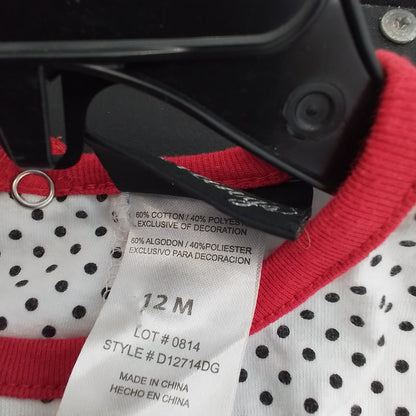 60% COTTON / 40% POLYES
EXCLUSIVE OF DECORATION
60% ALGODON / 40%POLIESTER
EXCLUSIVO PARA DECORACION
12 M
LOT # 0814
STYLE # D12714DG
MADE IN CHINA
HECHO EN CHINA